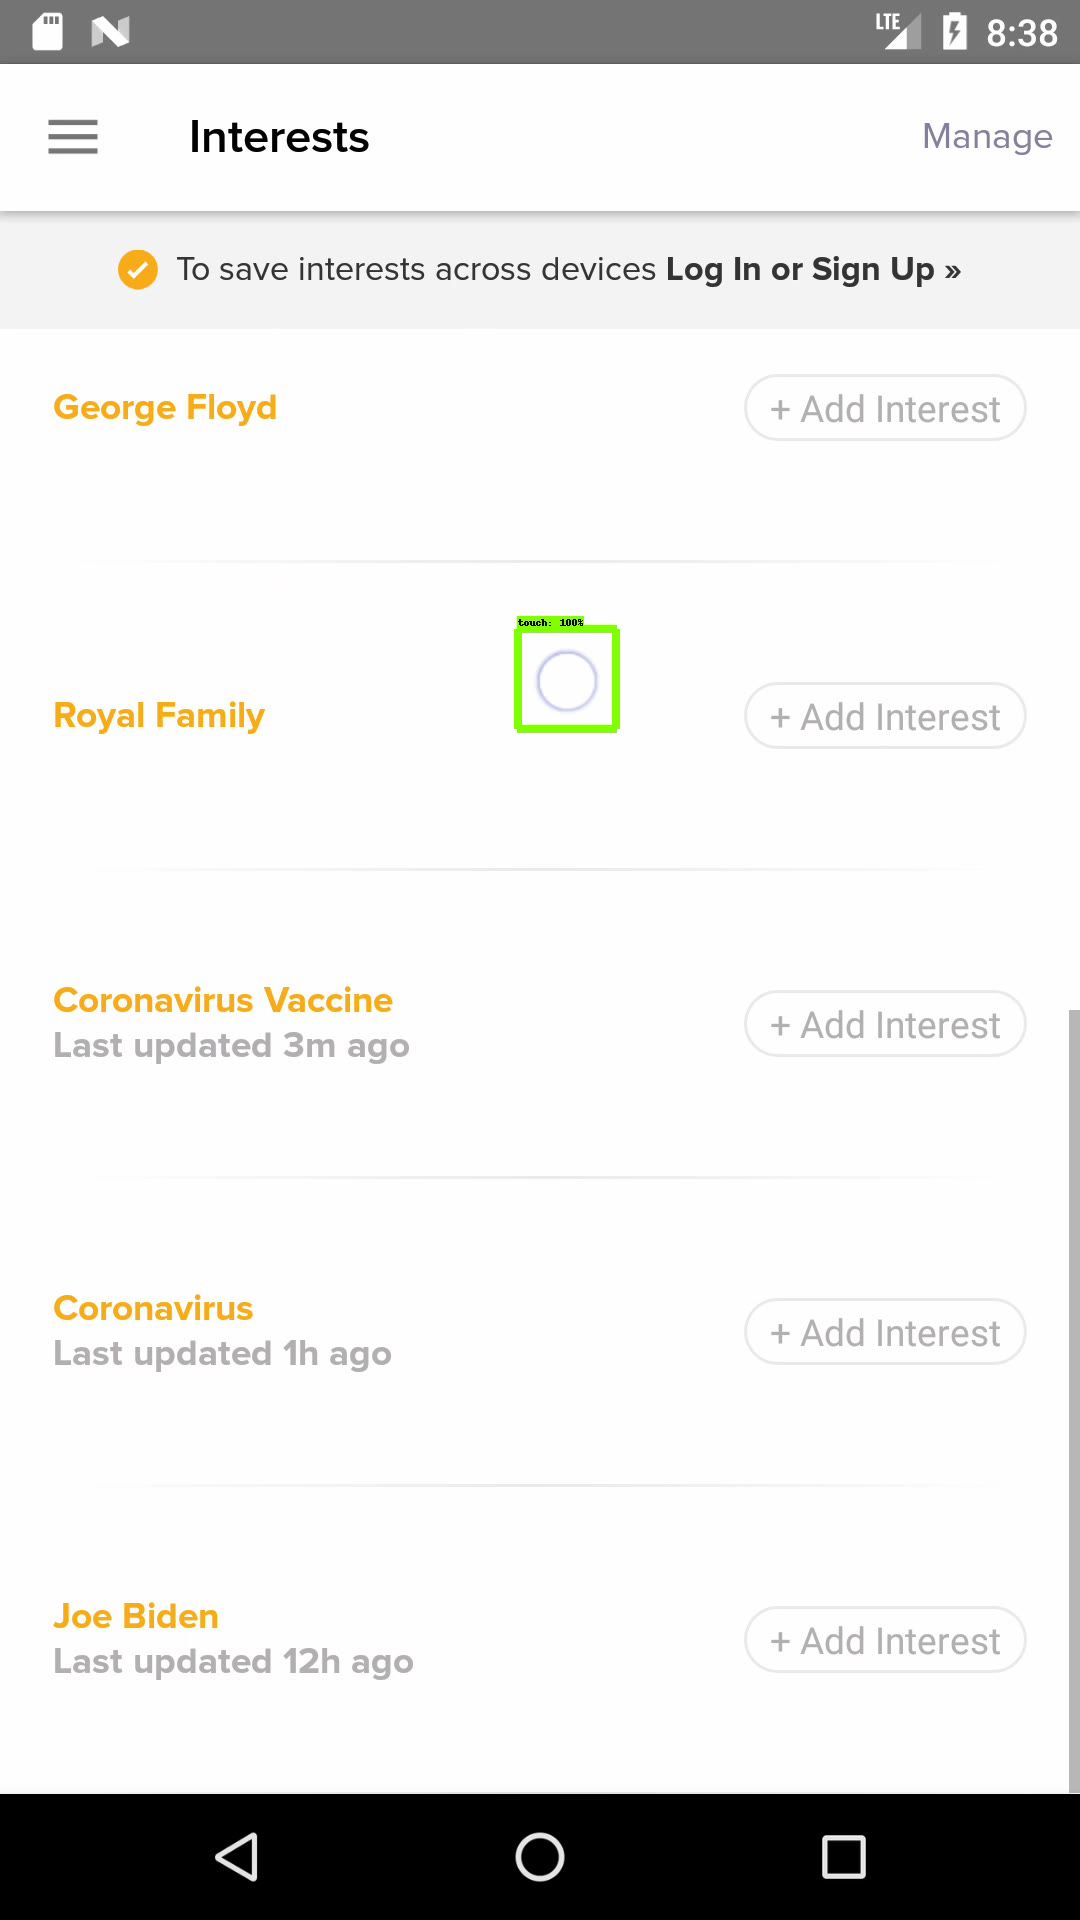 LTE 8:38
Interests
Manage
To save interests across devices Log In or Sign Up »
George Floyd
+ Add Interest
touch: 100%
Royal Family
+ Add Interest
Coronavirus Vaccine
Last updated 3m ago
+ Add Interest
Coronavirus
Last updated 1h ago
+ Add Interest
Joe Biden
Last updated 12h ago
+ Add Interest